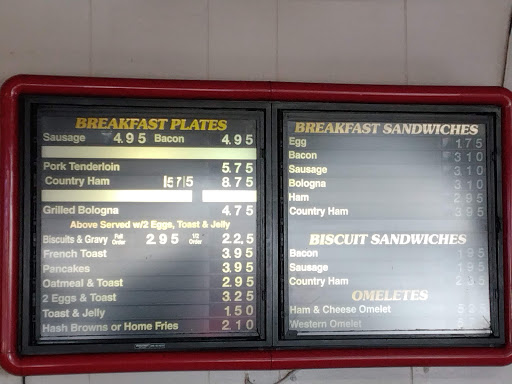 BREAKFAST PLATES
Sausage 4.95 Bacon 4.95
Pork Tenderloin 5.75
Country Ham 5.75 8.75
Grilled Bologna 4.75
Above Served w/2 Eggs, Toast & Jelly
Biscuits & Gravy Full Order 2.95 1/2 Order 2.25
French Toast 3.95
Pancakes 3.95
Oatmeal & Toast 2.95
2 Eggs & Toast 3.25
Toast & Jelly 1.50
Hash Browns or Home Fries 2.10
BREAKFAST SANDWICHES
Egg 1.75
Bacon 3.10
Sausage 3.10
Bologna 3.10
Ham 2.95
Country Ham 3.95
BISCUIT SANDWICHES
Bacon 1.95
Sausage 1.95
Country Ham
OMELETES
Ham & Cheese Omelet
Western Omelet